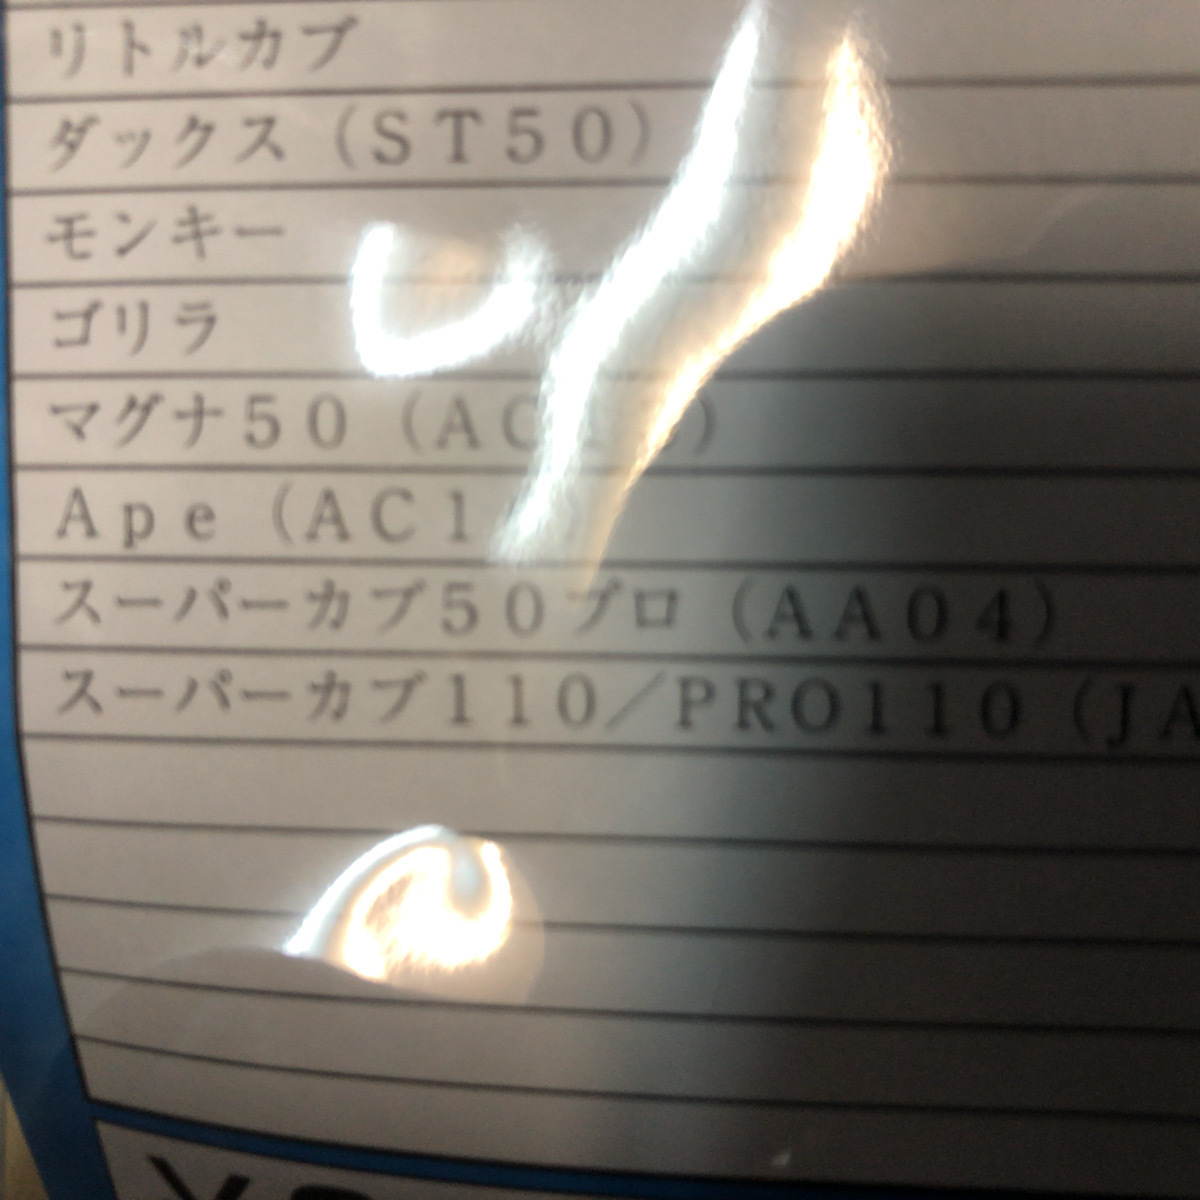 リトルカブ
ダックス（ＳＴ５０）
モンキー
ゴリラ
マグナ５０（ＡＣ
Ａｐｅ（ＡＣ１
スーパーカブ５０プロ（ＡＡ０４）
スーパーカブ１１０／ＰＲＯ１１０（ＪＡ